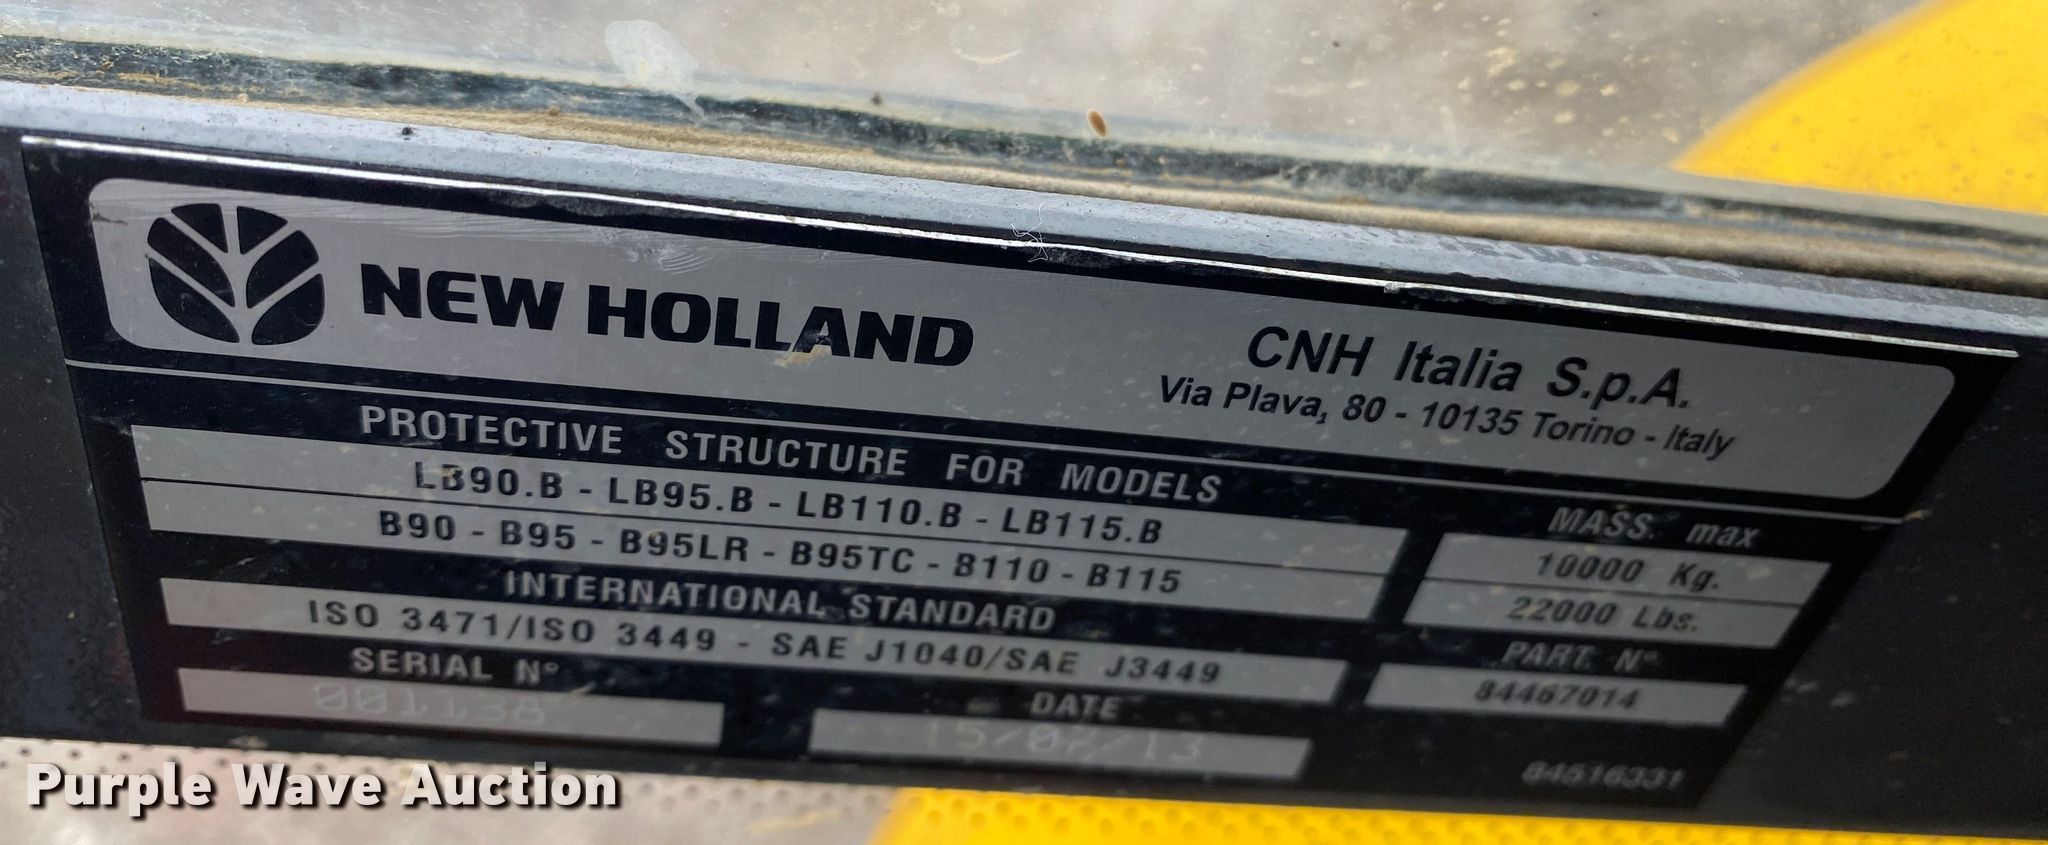 NEW HOLLAND
CNH Italia S.p.A.
Via Plava, 80 - 10135 Torino - Italy
PROTECTIVE STRUCTURE FOR MODELS
LB90.B - LB95.B - LB110.B - LB115.B
B90 - B95 - B95LR - B95TC - B110 - B115
MASS max
10000 Kg.
22000 Lbs.
INTERNATIONAL STANDARD
ISO 3471/ISO 3449 - SAE J1040/SAE J3449
PART N°
84467014
SERIAL N°
001138
DATE
15/02/13
84516331
Purple Wave Auction